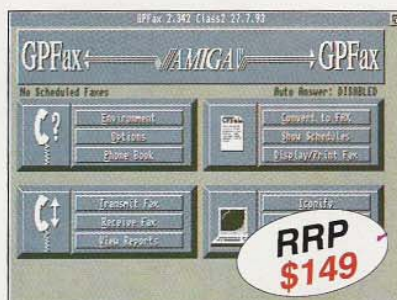 GPFax 2.342 Class2 27.7.93
GPFax AMIGA GPFax
No Scheduled Faxes Auto Answer: DISABLED
Environment
Options
Phone Book
Convert to FAX
Show Schedules
Display/Print Fax
Transmit Fax
Receive Fax
View Reports
Iconify
RRP
$149